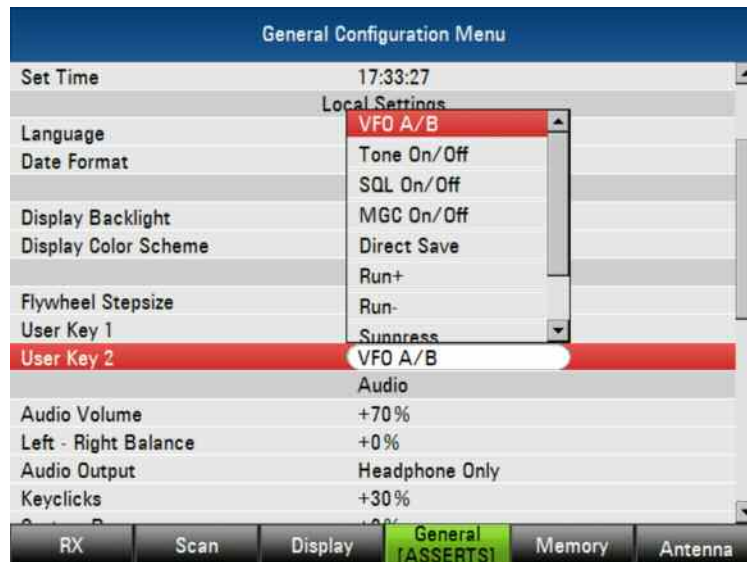 General Configuration Menu
Set Time 17:33:27
Local Settings
Language
Date Format
Display Backlight
Display Color Scheme
Flywheel Stepsize
User Key 1
User Key 2 VFO A/B
VFO A/B
Tone On/Off
SQL On/Off
MGC On/Off
Direct Save
Run+
Run-
Suppress
Audio
Audio Volume +70%
Left - Right Balance +0%
Audio Output Headphone Only
Keyclicks +30%
RX Scan Display General [ASSERTS] Memory Antenna